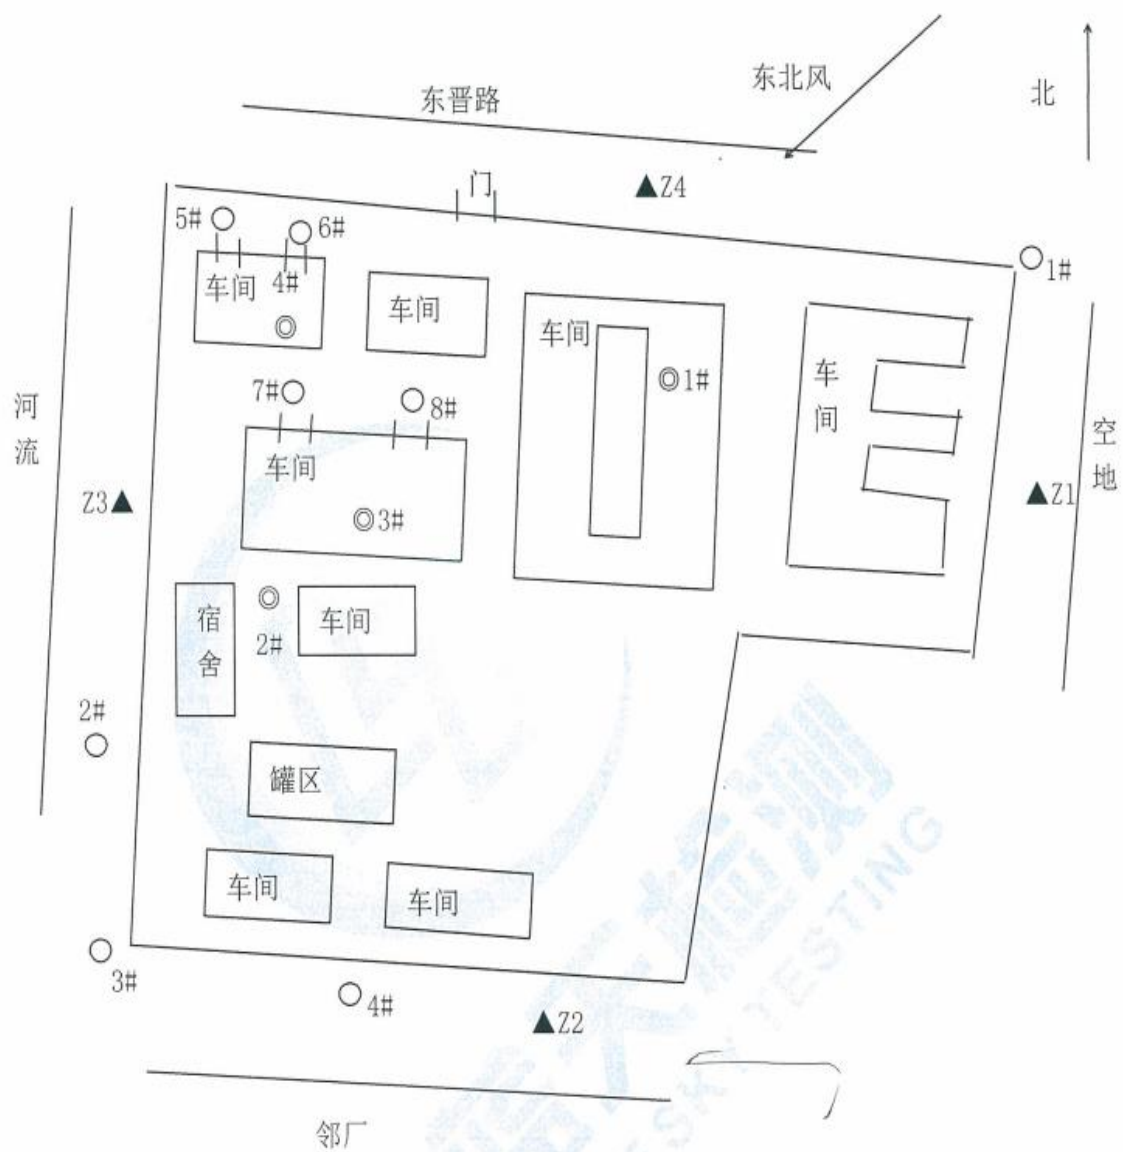 东晋路
东北风
北
门
▲Z4
5#
6#
1#
车间
4#
车间
车间
◎1#
车间
7#
8#
河流
空地
车间
◎3#
Z3▲
▲Z1
宿舍
2#
车间
2#
罐区
车间
车间
3#
4#
▲Z2
邻厂
TESTING